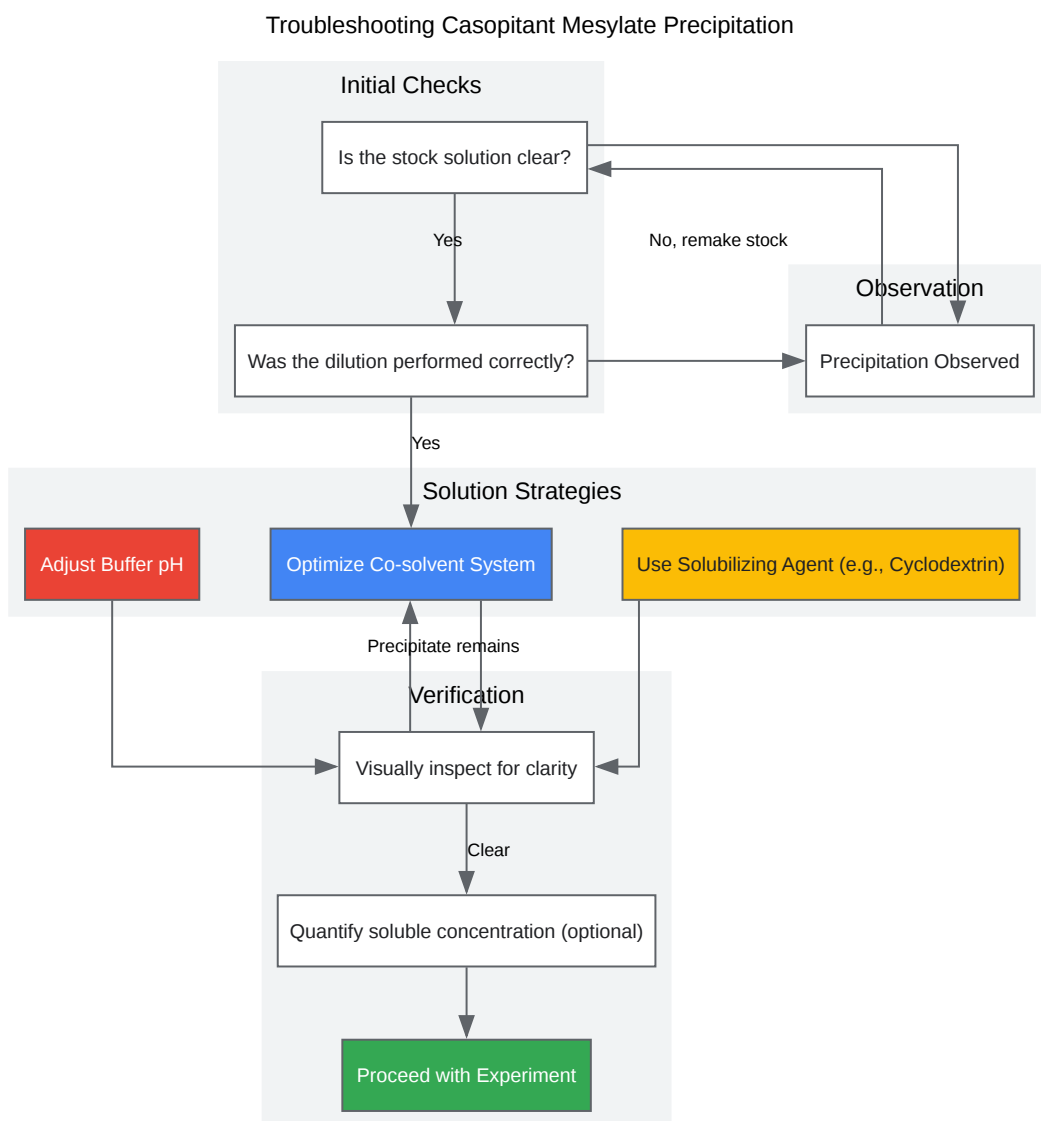 Troubleshooting Casopitant Mesylate Precipitation
Initial Checks
Is the stock solution clear?
Yes
No, remake stock
Observation
Was the dilution performed correctly?
Precipitation Observed
Yes
Solution Strategies
Adjust Buffer pH
Optimize Co-solvent System
Use Solubilizing Agent (e.g., Cyclodextrin)
Precipitate remains
Verification
Visually inspect for clarity
Clear
Quantify soluble concentration (optional)
Proceed with Experiment